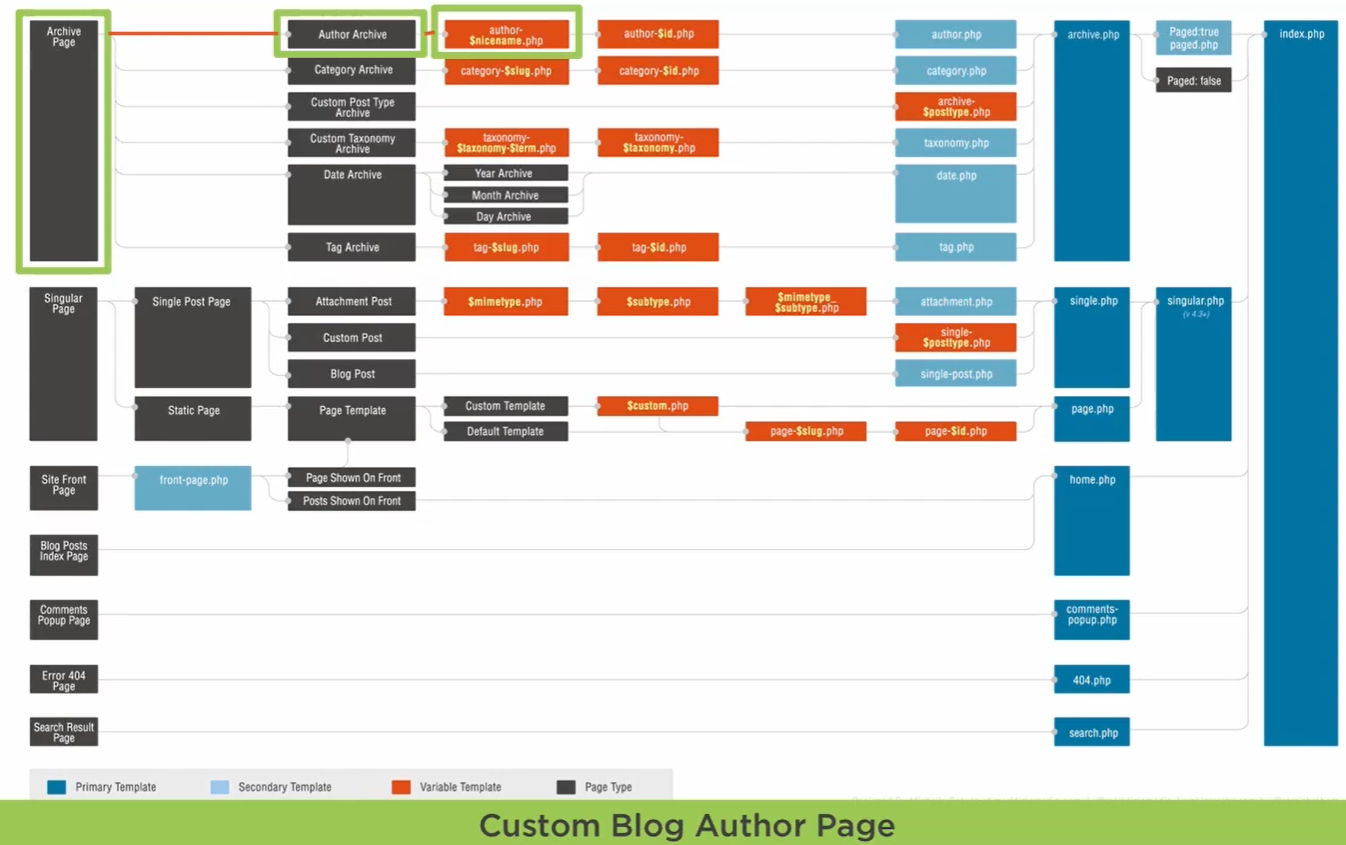 Archive
Page
Author Archive
author-
$nicename.php
author-$id.php
author.php
archive.php
Paged:true
paged.php
index.php
Category Archive
category-$slug.php
category-$id.php
category.php
Paged: false
Custom Post Type
Archive
archive-
$posttype.php
Custom Taxonomy
Archive
taxonomy-
$taxonomy-$term.php
taxonomy-
$taxonomy.php
taxonomy.php
Date Archive
Year Archive
Month Archive
Day Archive
date.php
Tag Archive
tag-$slug.php
tag-$id.php
tag.php
Singular
Page
Single Post Page
Attachment Post
$mimetype.php
$subtype.php
$mimetype_
$subtype.php
attachment.php
single.php
singular.php
(v 4.3+)
Custom Post
single-
$posttype.php
Blog Post
single-post.php
Static Page
Page Template
Custom Template
$custom.php
page.php
Default Template
page-$slug.php
page-$id.php
Site Front
Page
front-page.php
Page Shown On Front
Posts Shown On Front
home.php
Blog Posts
Index Page
Comments
Popup Page
comments-
popup.php
Error 404
Page
404.php
Search Result
Page
search.php
Primary Template
Secondary Template
Variable Template
Page Type
Custom Blog Author Page